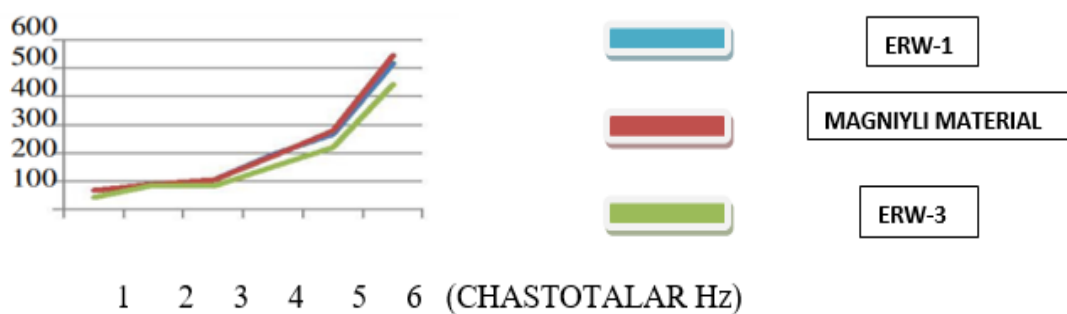 600
500
400
300
200
100
ERW-1
MAGNIYLI MATERIAL
ERW-3
1 2 3 4 5 6 (CHASTOTALAR Hz)